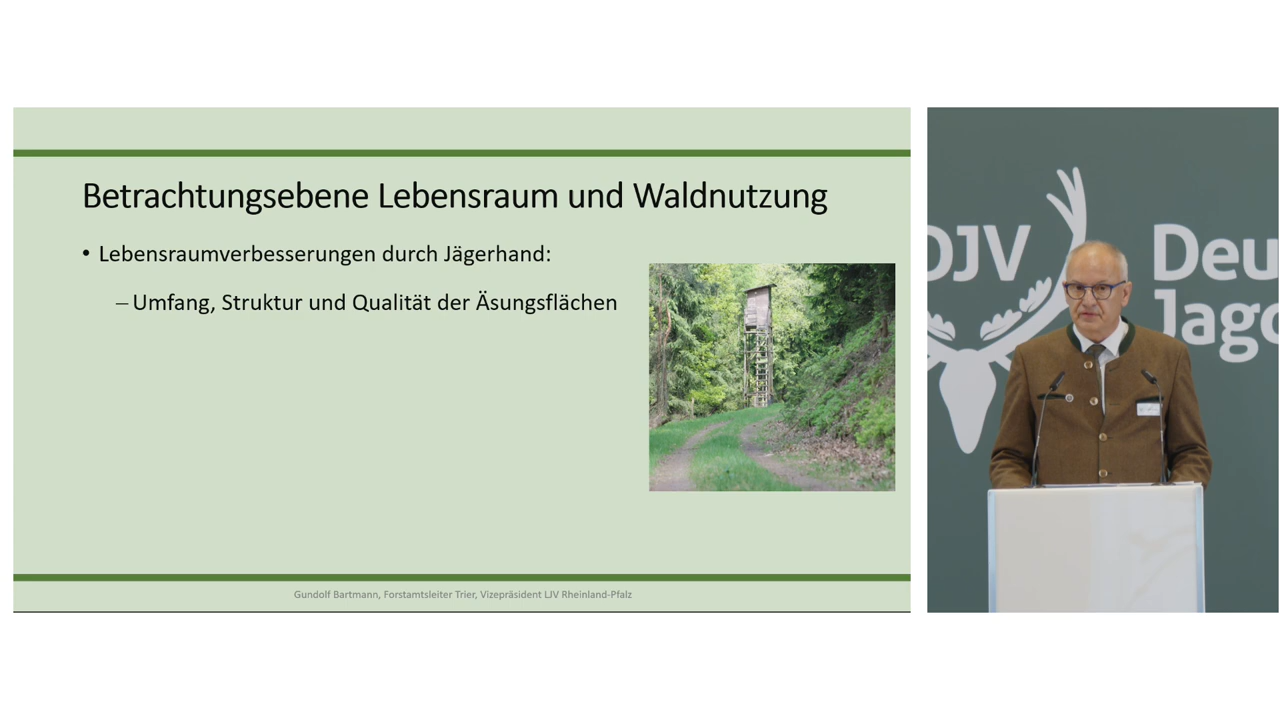 Betrachtungsebene Lebensraum und Waldnutzung
• Lebensraumverbesserungen durch Jägerhand:
– Umfang, Struktur und Qualität der Äsungsflächen
Gundolf Bartmann, Forstamtsleiter Trier, Vizepräsident LJV Rheinland-Pfalz
DJV
Deu
Jag